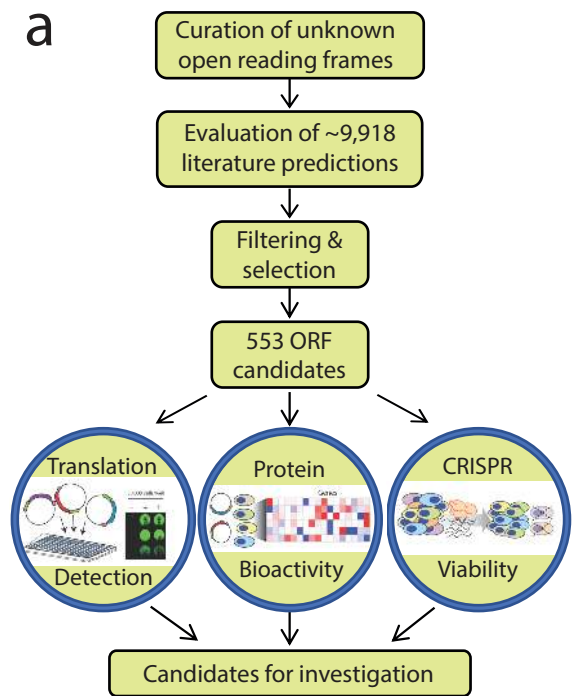 a
Curation of unknown
open reading frames
Evaluation of ~9,918
literature predictions
Filtering &
selection
553 ORF
candidates
Translation
Detection
Protein
Genes
Bioactivity
CRISPR
Viability
Candidates for investigation